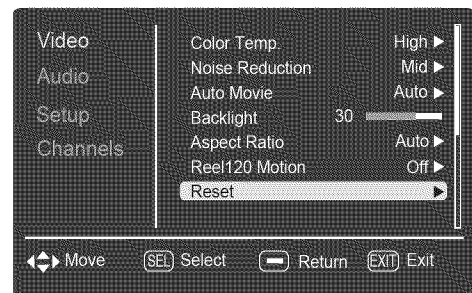 Video
Audio
Setup
Channels
Color Temp. High
Noise Reduction Mid
Auto Movie Auto
Backlight 30
Aspect Ratio Auto
Reel120 Motion Off
Reset
Move SEL Select Return EXIT Exit